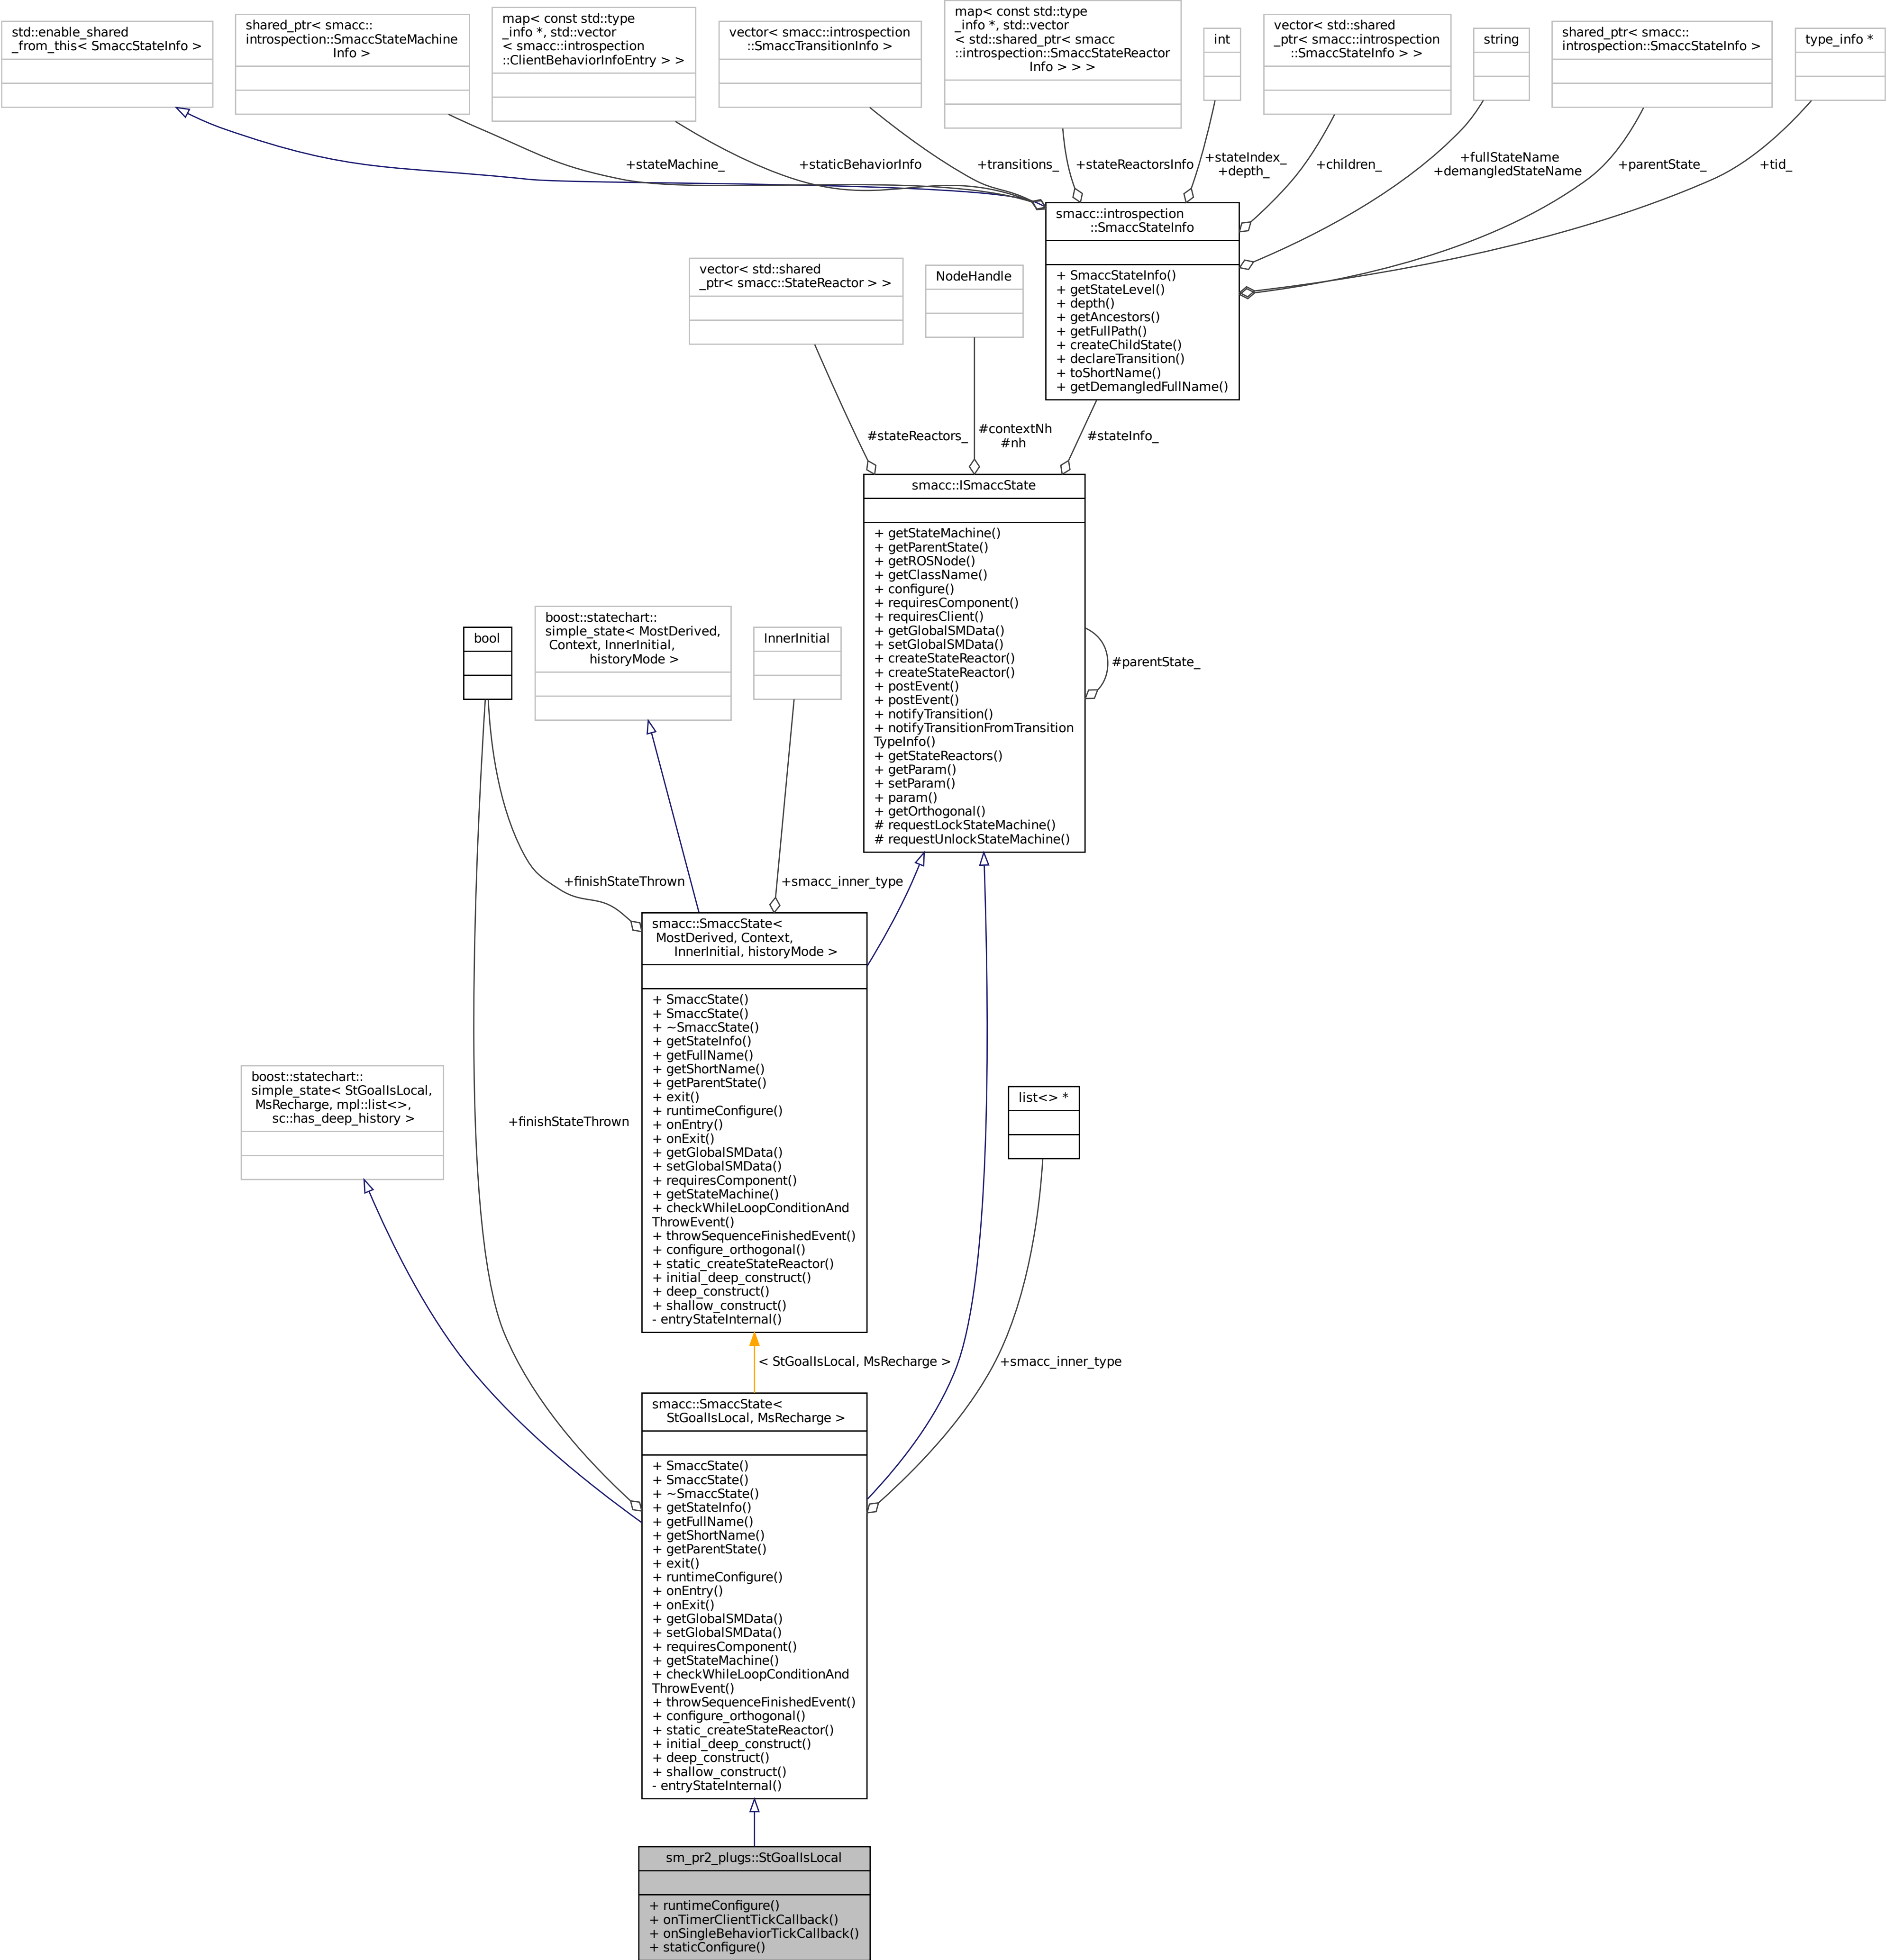 std::enable_shared
_from_this< SmaccStateInfo >
shared_ptr< smacc::
introspection::SmaccStateMachine
Info >
map< const std::type
_info *, std::vector
< smacc::introspection
::ClientBehaviorInfoEntry > >
vector< smacc::introspection
::SmaccTransitionInfo >
map< const std::type
_info *, std::vector
< std::shared_ptr< smacc
::introspection::SmaccStateReactor
Info > > >
int
vector< std::shared
_ptr< smacc::introspection
::SmaccStateInfo > >
string
shared_ptr< smacc::
introspection::SmaccStateInfo >
type_info *
+stateMachine_
+staticBehaviorInfo
+transitions_
+stateReactorsInfo
+stateIndex_
+depth_
+children_
+fullStateName
+demangledStateName
+parentState_
+tid_
smacc::introspection
::SmaccStateInfo
+ SmaccStateInfo()
+ getStateLevel()
+ depth()
+ getAncestors()
+ getFullPath()
+ createChildState()
+ declareTransition()
+ toShortName()
+ getDemangledFullName()
vector< std::shared
_ptr< smacc::StateReactor > >
NodeHandle
#stateReactors_
#contextNh
#nh
#stateInfo_
smacc::ISmaccState
+ getStateMachine()
+ getParentState()
+ getROSNode()
+ getClassName()
+ configure()
+ requiresComponent()
+ requiresClient()
+ getGlobalSMData()
+ setGlobalSMData()
+ createStateReactor()
+ createStateReactor()
+ postEvent()
+ postEvent()
+ notifyTransition()
+ notifyTransitionFromTransition
TypeInfo()
+ getStateReactors()
+ getParam()
+ setParam()
+ param()
+ getOrthogonal()
# requestLockStateMachine()
# requestUnlockStateMachine()
#parentState_
bool
boost::statechart::
simple_state< MostDerived,
Context, InnerInitial,
historyMode >
InnerInitial
+finishStateThrown
+smacc_inner_type
smacc::SmaccState<
MostDerived, Context,
InnerInitial, historyMode >
+ SmaccState()
+ SmaccState()
+ ~SmaccState()
+ getStateInfo()
+ getFullName()
+ getShortName()
+ getParentState()
+ exit()
+ runtimeConfigure()
+ onEntry()
+ onExit()
+ getGlobalSMData()
+ setGlobalSMData()
+ requiresComponent()
+ getStateMachine()
+ checkWhileLoopConditionAnd
ThrowEvent()
+ throwSequenceFinishedEvent()
+ configure_orthogonal()
+ static_createStateReactor()
+ initial_deep_construct()
+ deep_construct()
+ shallow_construct()
- entryStateInternal()
boost::statechart::
simple_state< StGoalIsLocal,
MsRecharge, mpl::list<>,
sc::has_deep_history >
+finishStateThrown
list<> *
< StGoalIsLocal, MsRecharge >
+smacc_inner_type
smacc::SmaccState<
StGoalIsLocal, MsRecharge >
+ SmaccState()
+ SmaccState()
+ ~SmaccState()
+ getStateInfo()
+ getFullName()
+ getShortName()
+ getParentState()
+ exit()
+ runtimeConfigure()
+ onEntry()
+ onExit()
+ getGlobalSMData()
+ setGlobalSMData()
+ requiresComponent()
+ getStateMachine()
+ checkWhileLoopConditionAnd
ThrowEvent()
+ throwSequenceFinishedEvent()
+ configure_orthogonal()
+ static_createStateReactor()
+ initial_deep_construct()
+ deep_construct()
+ shallow_construct()
- entryStateInternal()
sm_pr2_plugs::StGoalIsLocal
+ runtimeConfigure()
+ onTimerClientTickCallback()
+ onSingleBehaviorTickCallback()
+ staticConfigure()